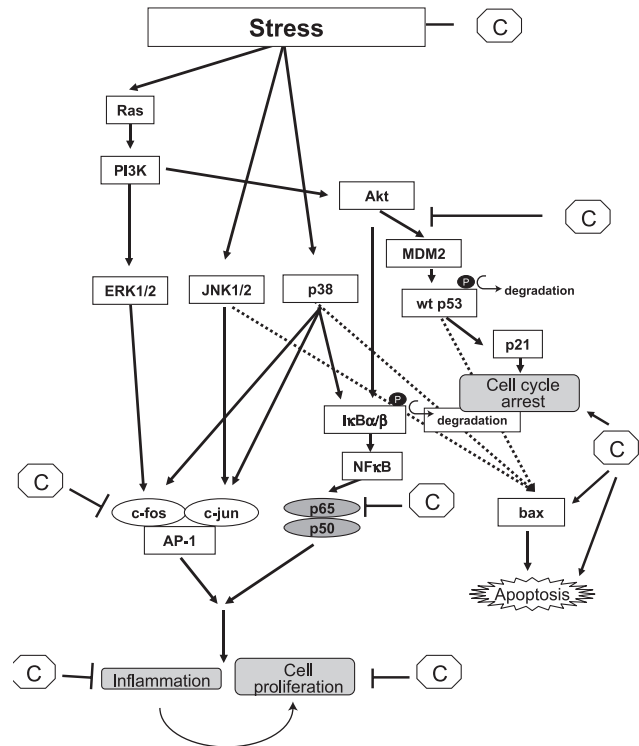 Stress
C
Ras
PI3K
Akt
C
MDM2
P
ERK1/2
JNK1/2
p38
wt p53
degradation
p21
Cell cycle
arrest
P
IκBα/β
degradation
C
NFκB
C
c-fos
c-jun
p65
C
bax
AP-1
p50
Apoptosis
C
Inflammation
Cell
proliferation
C